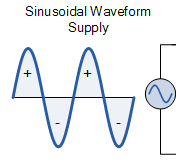 Sinusoidal Waveform
Supply
+ +
- -